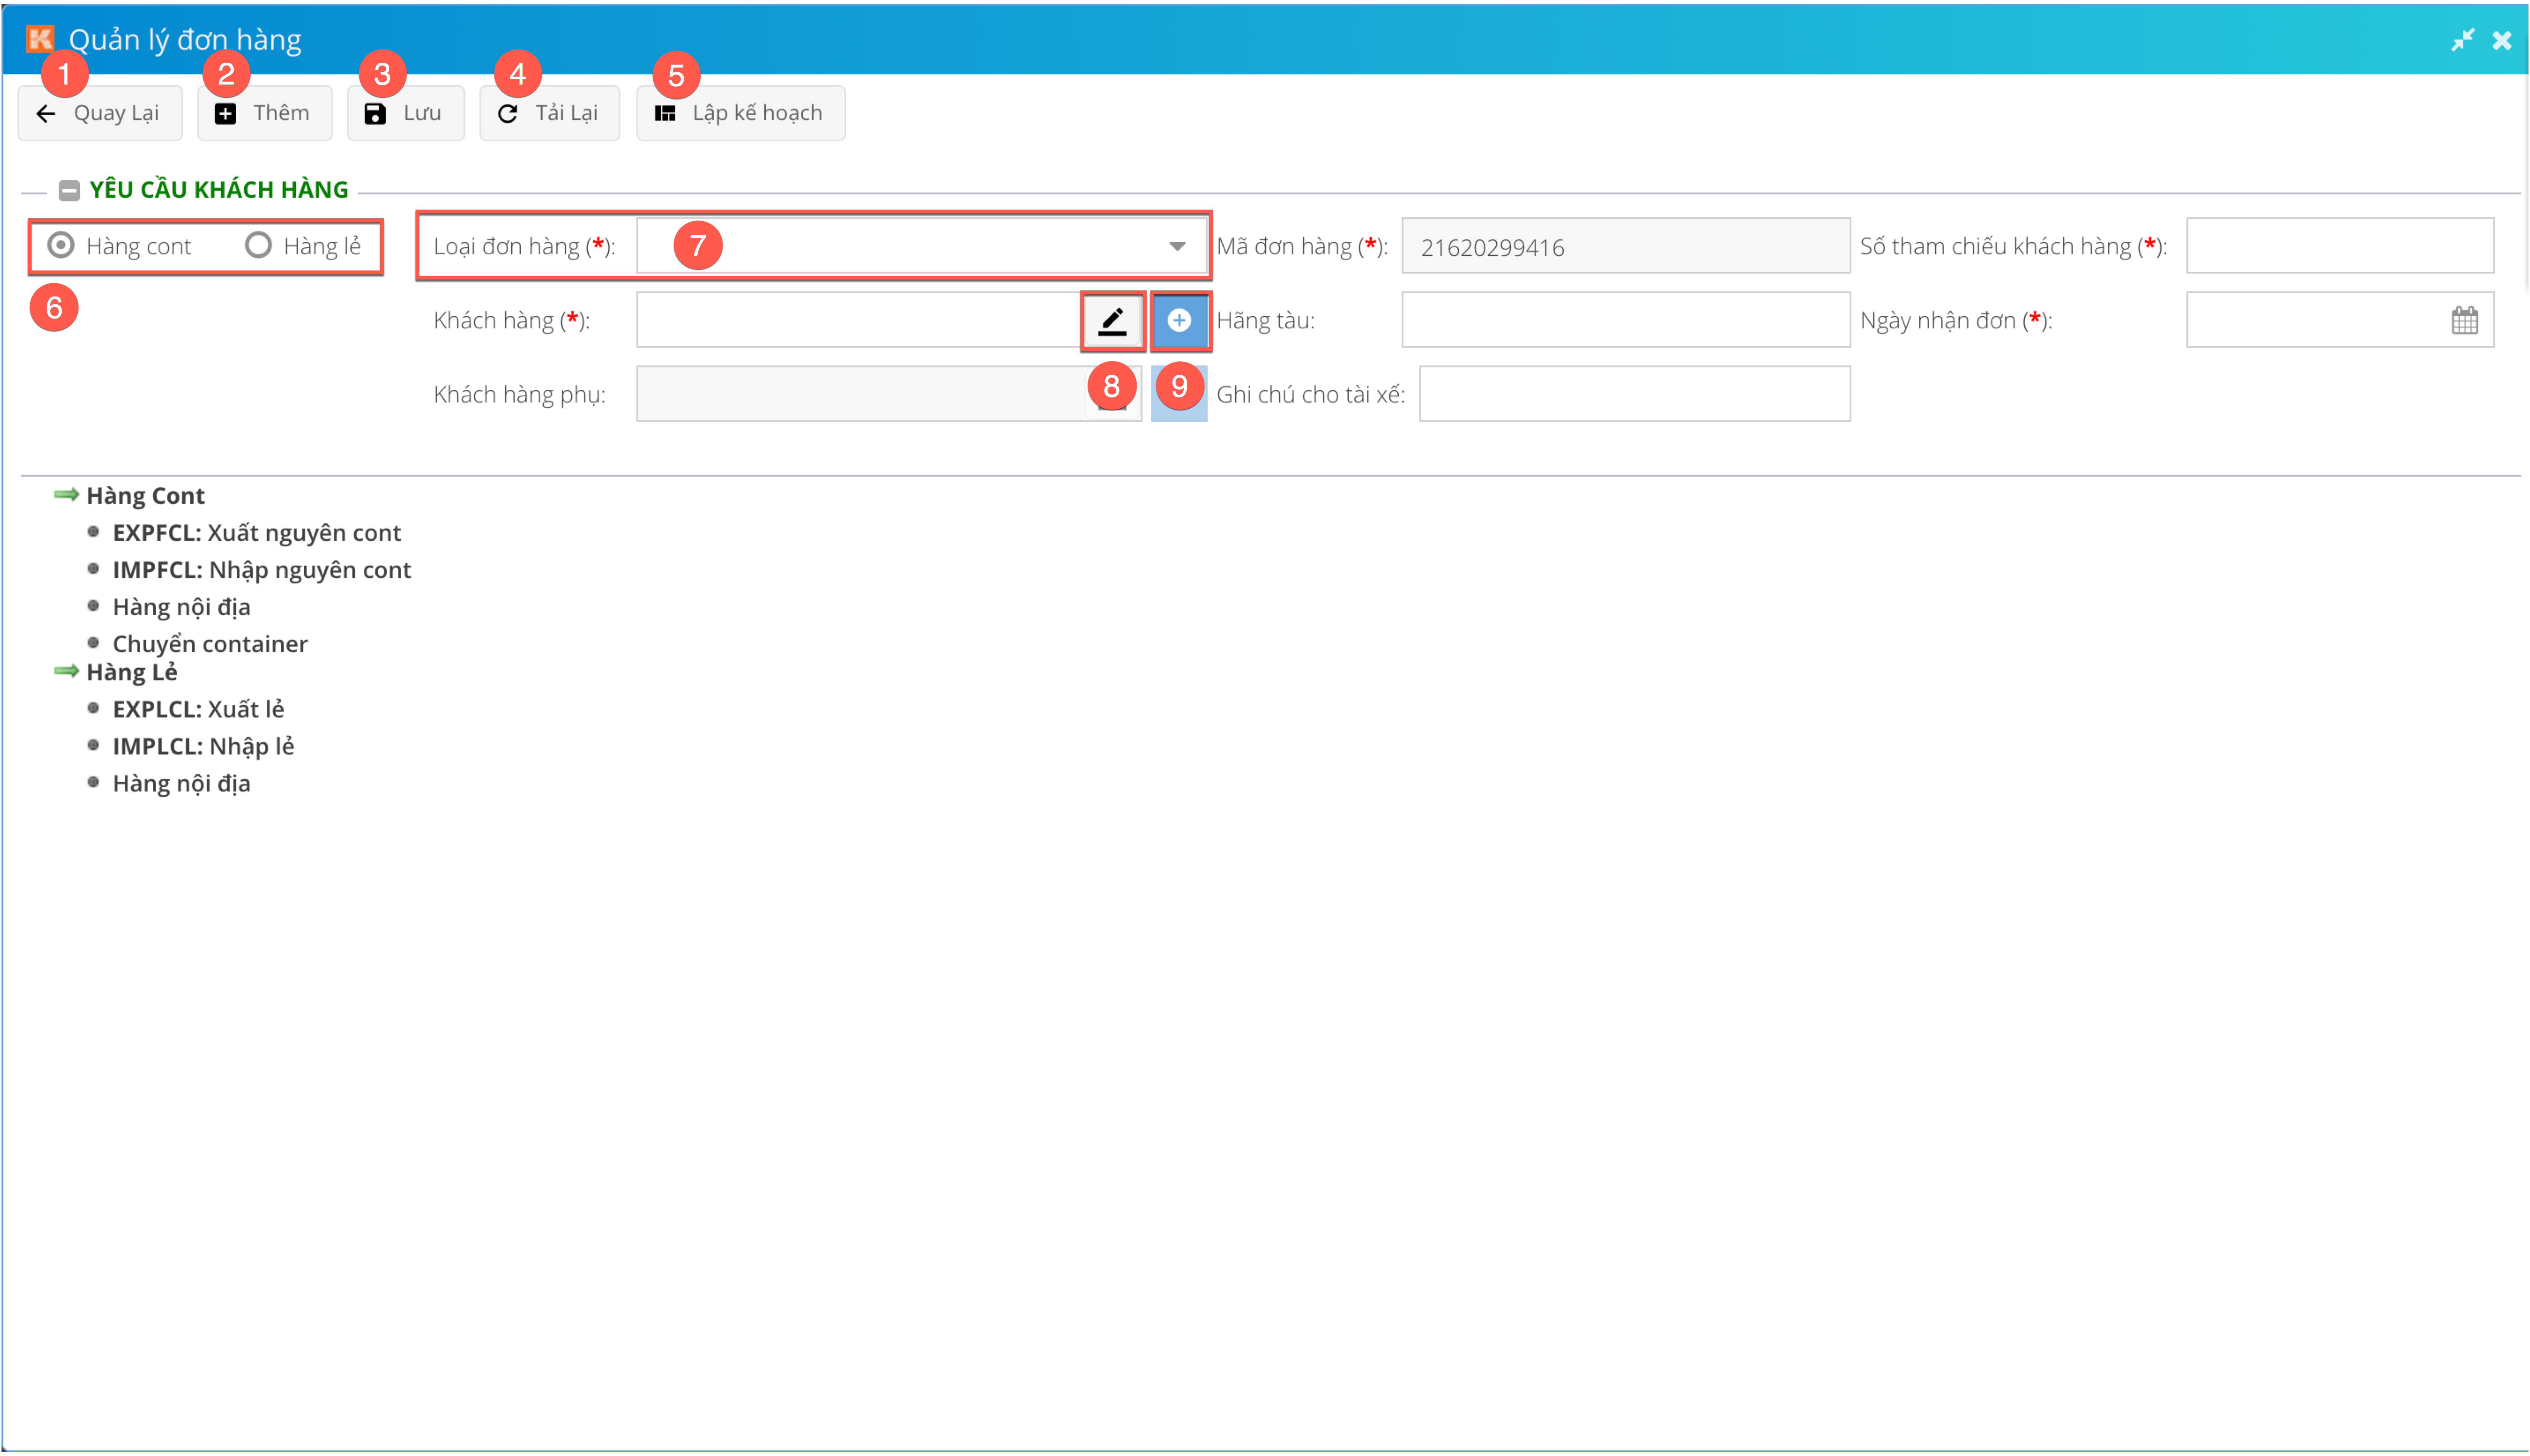 K Quản lý đơn hàng
1 2 3 4 5
Quay Lại Thêm Lưu Tải Lại Lập kế hoạch
YÊU CẦU KHÁCH HÀNG
Hàng cont Hàng lẻ Loại đơn hàng (*): 7 Mã đơn hàng (*): 21620299416 Số tham chiếu khách hàng (*):
6 Khách hàng (*): Hãng tàu: Ngày nhận đơn (*):
Khách hàng phụ: 8 9 Ghi chú cho tài xế:
Hàng Cont
EXPFCL: Xuất nguyên cont
IMPFCL: Nhập nguyên cont
Hàng nội địa
Chuyển container
Hàng Lẻ
EXPLCL: Xuất lẻ
IMPLCL: Nhập lẻ
Hàng nội địa